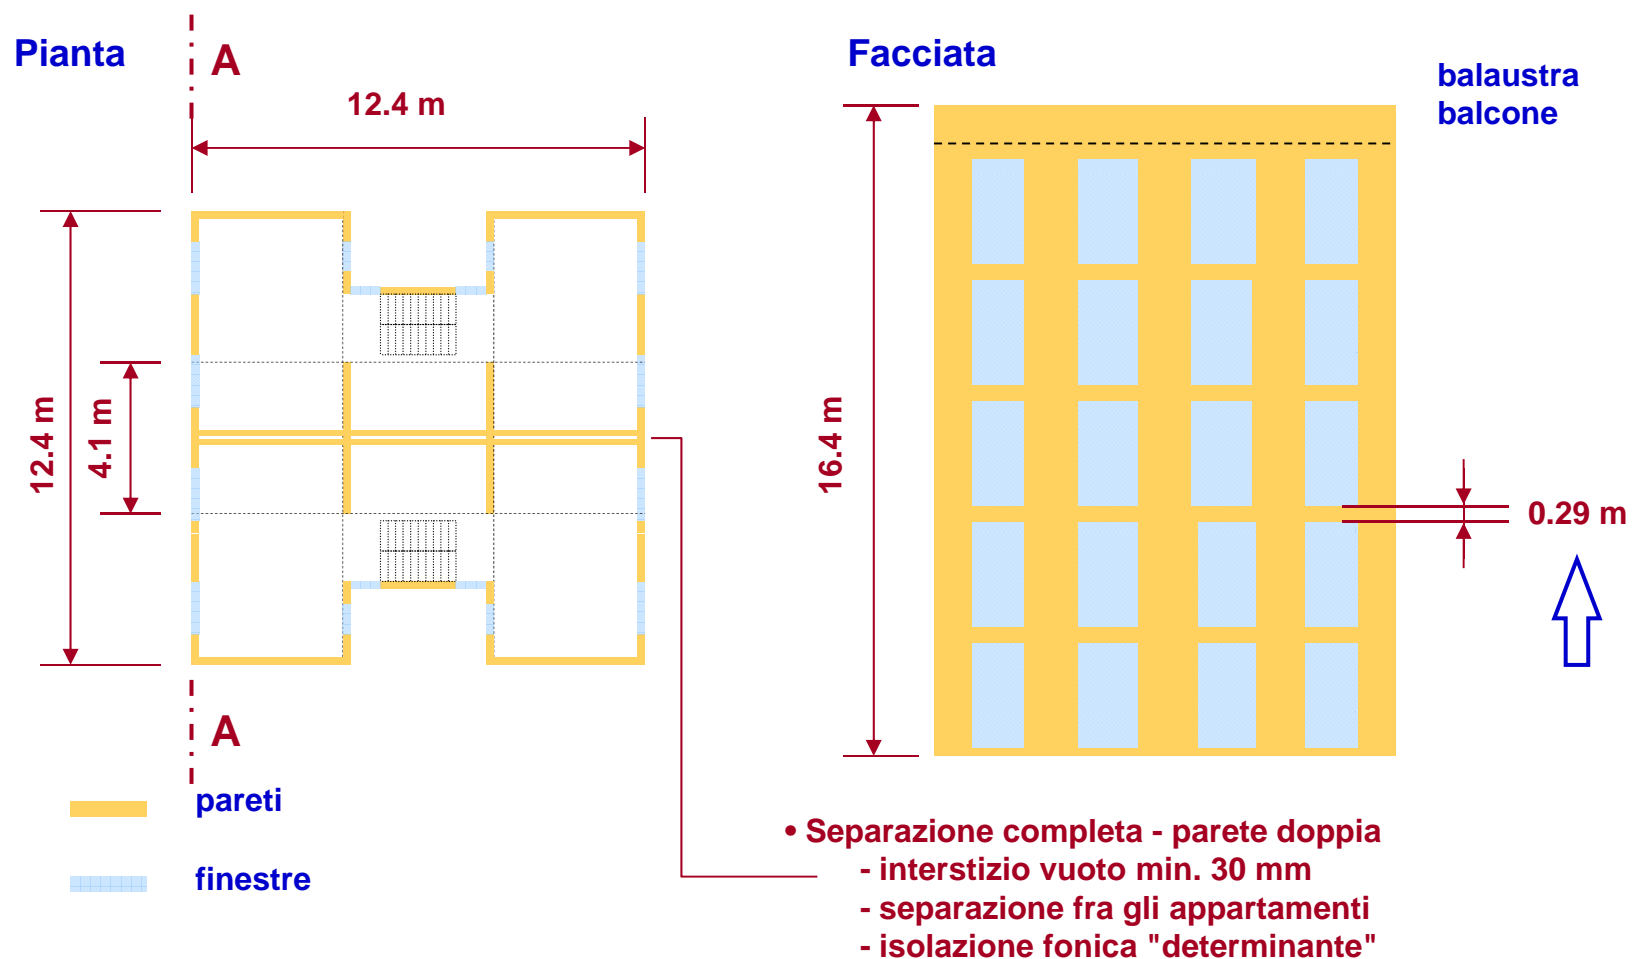 Pianta
A
12.4 m
12.4 m
4.1 m
A
pareti
finestre
Facciata
balaustra
balcone
16.4 m
0.29 m
• Separazione completa - parete doppia
- interstizio vuoto min. 30 mm
- separazione fra gli appartamenti
- isolazione fonica "determinante"